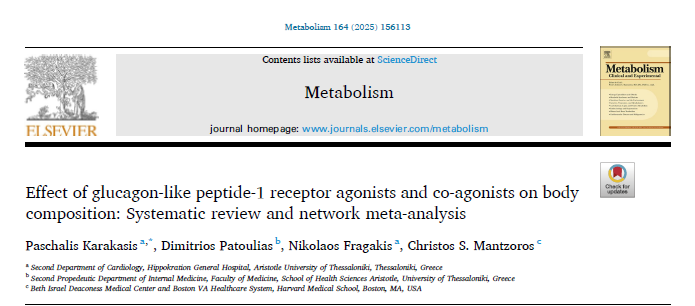 Metabolism 164 (2025) 156113
Contents lists available at ScienceDirect
Metabolism
journal homepage: www.journals.elsevier.com/metabolism
ELSEVIER
Metabolism
Clinical and Experimental
Check for
updates
Effect of glucagon-like peptide-1 receptor agonists and co-agonists on body
composition: Systematic review and network meta-analysis
Paschalis Karakasis a,*, Dimitrios Patoulias b, Nikolaos Fragakis a, Christos S. Mantzoros c
a Second Department of Cardiology, Hippokration General Hospital, Aristotle University of Thessaloniki, Thessaloniki, Greece
b Second Propedeutic Department of Internal Medicine, Faculty of Medicine, School of Health Sciences Aristotle, University of Thessaloniki, Greece
c Beth Israel Deaconess Medical Center and Boston VA Healthcare System, Harvard Medical School, Boston, MA, USA